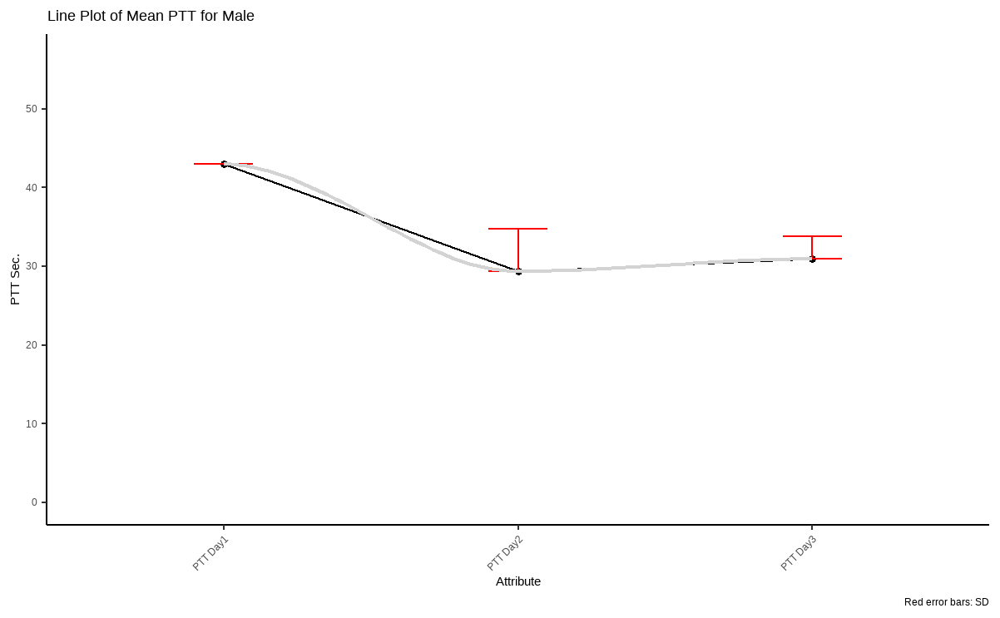 Line Plot of Mean PTT for Male
PTT Sec.
50
40
30
20
10
0
PTT Day1
PTT Day2
PTT Day3
Attribute
Red error bars: SD